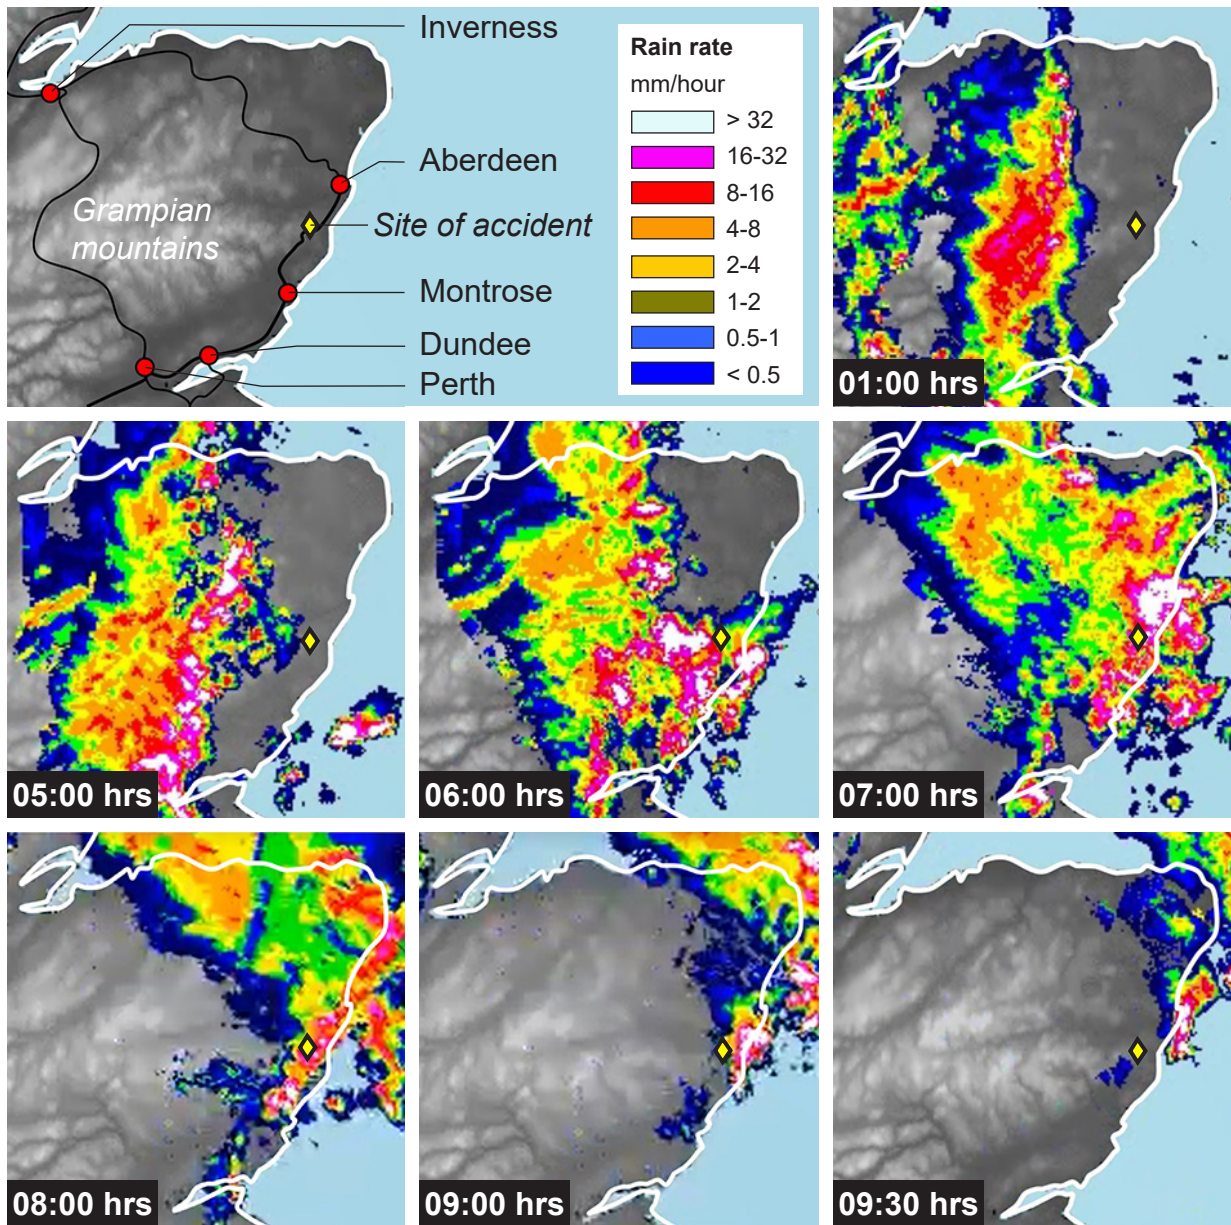 Inverness
Aberdeen
Site of accident
Grampian
mountains
Montrose
Dundee
Perth
Rain rate
mm/hour
> 32
16-32
8-16
4-8
2-4
1-2
0.5-1
< 0.5
01:00 hrs
05:00 hrs
06:00 hrs
07:00 hrs
08:00 hrs
09:00 hrs
09:30 hrs